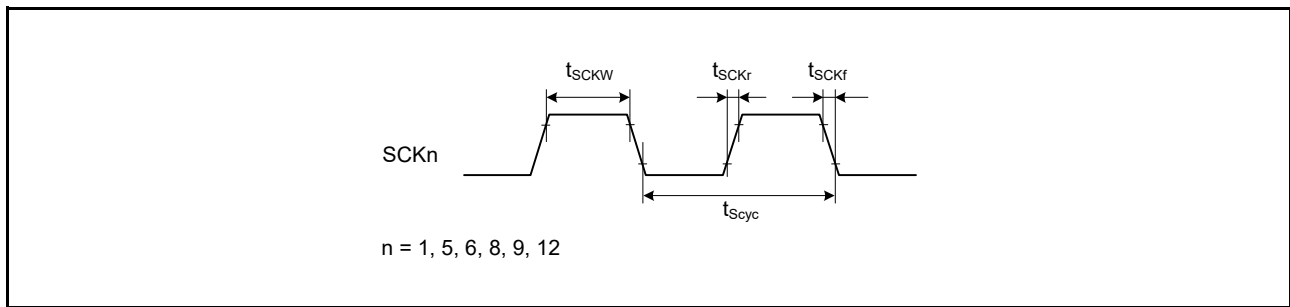 tSCKW tSCKr tSCKf
SCKn
tScyc
n = 1, 5, 6, 8, 9, 12